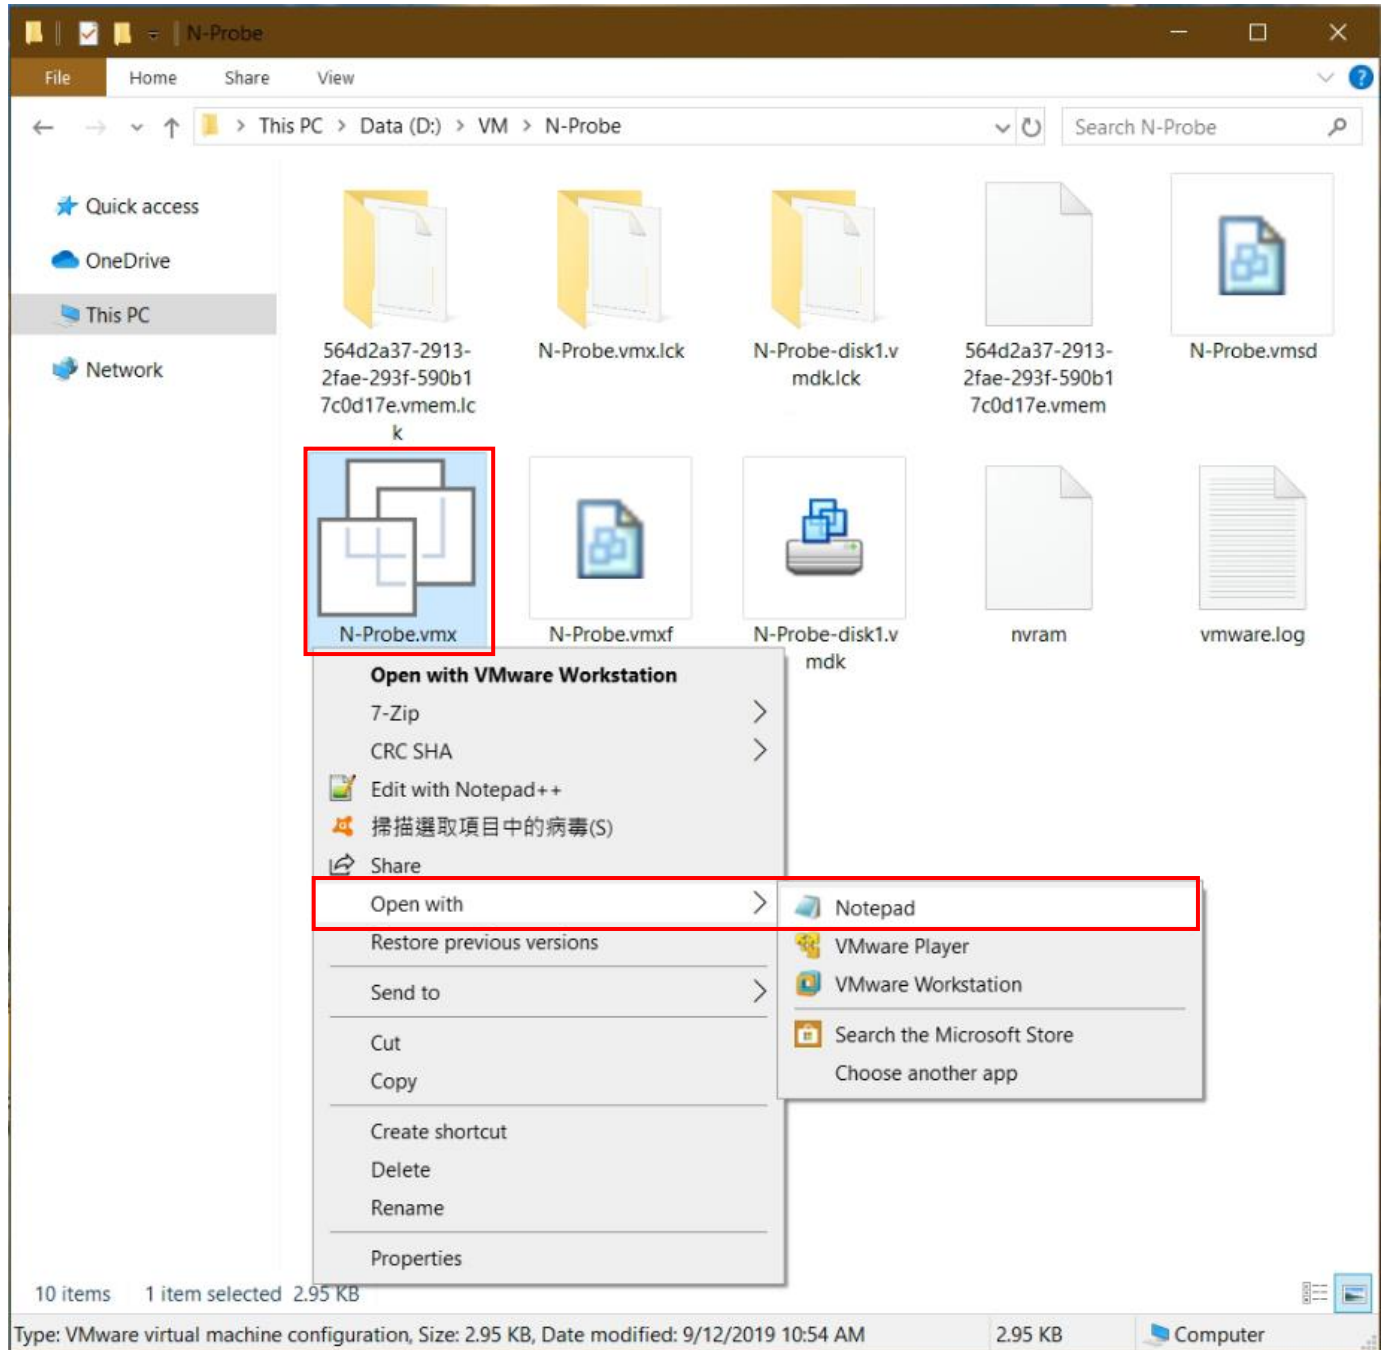 N-Probe
File Home Share View
This PC > Data (D:) > VM > N-Probe
Search N-Probe
Quick access
OneDrive
This PC
Network
564d2a37-2913-
2fae-293f-590b1
7c0d17e.vmem.lc
k
N-Probe.vmx.lck
N-Probe-disk1.v
mdk.lck
564d2a37-2913-
2fae-293f-590b1
7c0d17e.vmem
N-Probe.vmsd
N-Probe.vmx
N-Probe.vmxf
N-Probe-disk1.v
mdk
nvram
vmware.log
Open with VMware Workstation
7-Zip
CRC SHA
Edit with Notepad++
掃描選取項目中的病毒(S)
Share
Open with
Restore previous versions
Send to
Cut
Copy
Create shortcut
Delete
Rename
Properties
Notepad
VMware Player
VMware Workstation
Search the Microsoft Store
Choose another app
10 items 1 item selected 2.95 KB
Type: VMware virtual machine configuration, Size: 2.95 KB, Date modified: 9/12/2019 10:54 AM 2.95 KB Computer